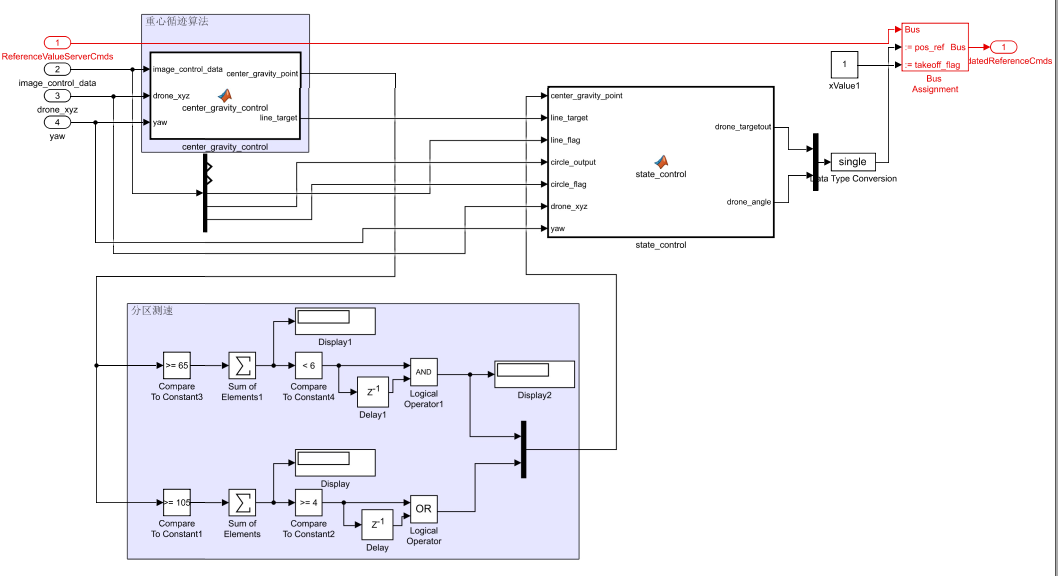 重心循迹算法
1
ReferenceValueServerCmds
2
image_control_data
3
drone_xyz
4
yaw
image_control_data
drone_xyz
yaw
center_gravity_point
center_gravity_control
line_target
center_gravity_control
center_gravity_point
line_target
line_flag
circle_output
circle_flag
drone_xyz
yaw
state_control
drone_targetout
drone_angle
state_control
1
xValue1
Bus
:= pos_ref
Bus
:= takeoff_flag
Bus
Assignment
1
datedReferenceCmds
single
Data Type Conversion
分区测速
Display1
>= 65
Compare
To Constant3
Sum of
Elements1
< 6
Compare
To Constant4
Z-1
Delay1
AND
Logical
Operator1
Display2
Display
>= 105
Compare
To Constant1
Sum of
Elements
>= 4
Compare
To Constant2
Z-1
Delay
OR
Logical
Operator